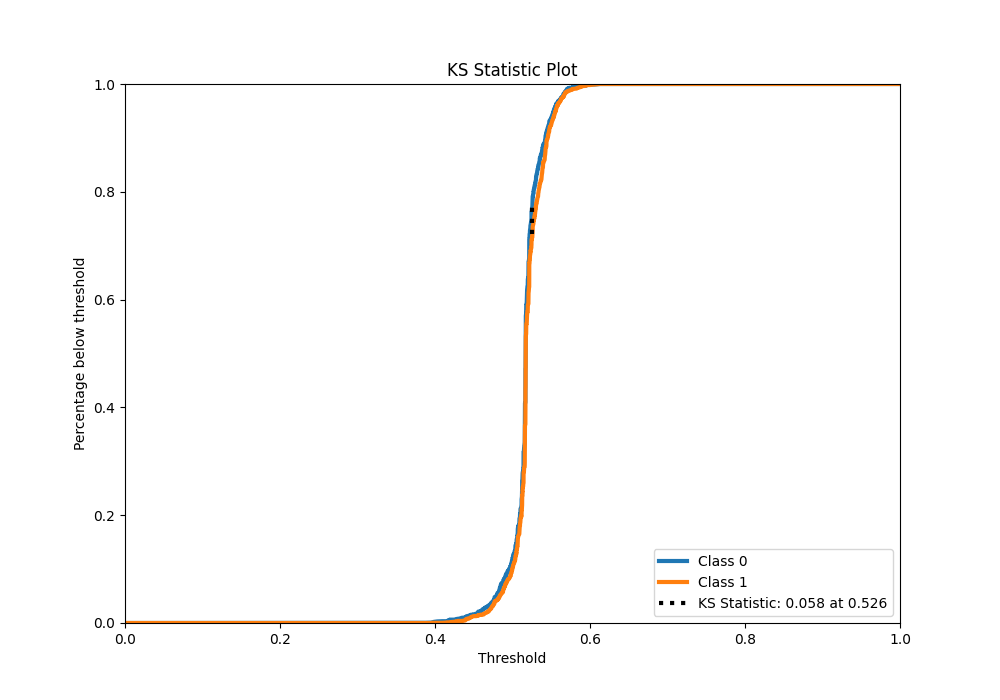 KS Statistic Plot
1.0
0.8
0.6
0.4
0.2
0.0
Percentage below threshold
0.0 0.2 0.4 0.6 0.8 1.0
Threshold
Class 0
Class 1
KS Statistic: 0.058 at 0.526